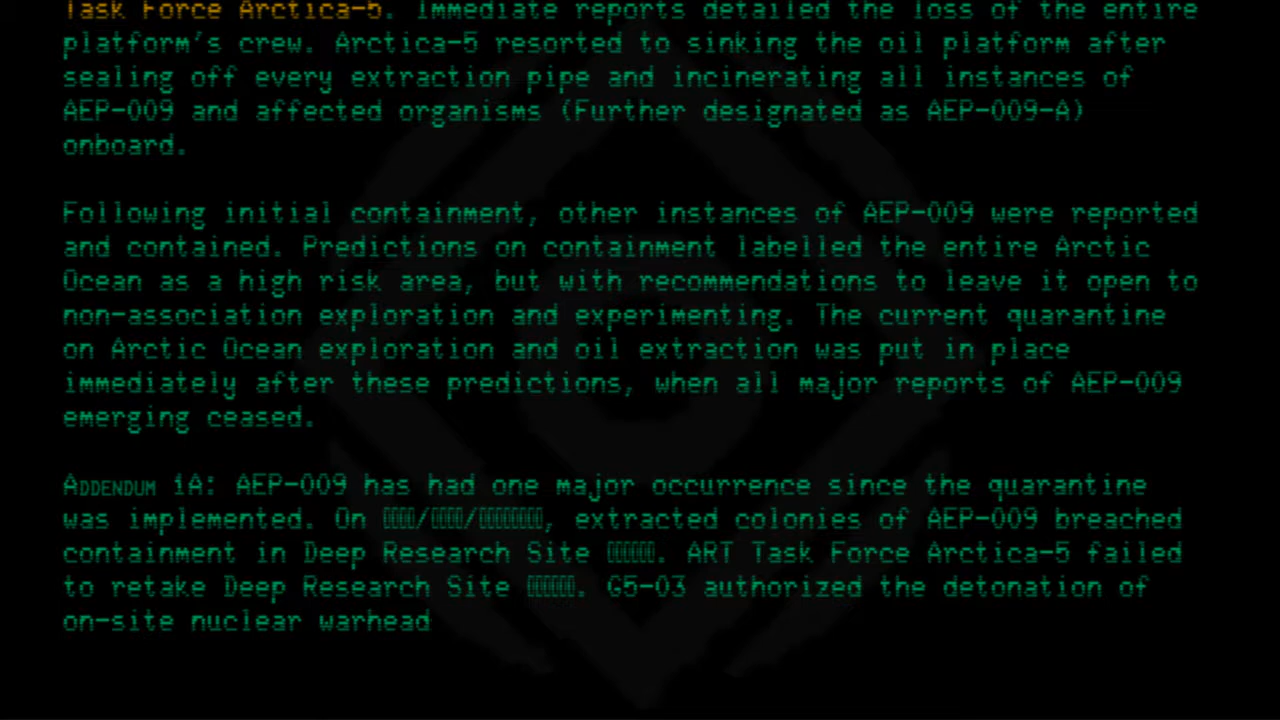 Task Force Arctica-5. Immediate reports detailed the loss of the entire
platform's crew. Arctica-5 resorted to sinking the oil platform after
sealing off every extraction pipe and incinerating all instances of
AEP-009 and affected organisms (Further designated as AEP-009-A)
onboard.
Following initial containment, other instances of AEP-009 were reported
and contained. Predictions on containment labelled the entire Arctic
Ocean as a high risk area, but with recommendations to leave it open to
non-association exploration and experimenting. The current quarantine
on Arctic Ocean exploration and oil extraction was put in place
immediately after these predictions, when all major reports of AEP-009
emerging ceased.
Addendum 1A: AEP-009 has had one major occurrence since the quarantine
was implemented. On ▯▯▯▯/▯▯▯▯/▯▯▯▯▯▯▯▯, extracted colonies of AEP-009 breached
containment in Deep Research Site ▯▯▯▯▯▯. ART Task Force Arctica-5 failed
to retake Deep Research Site ▯▯▯▯▯▯. G5-03 authorized the detonation of
on-site nuclear warhead